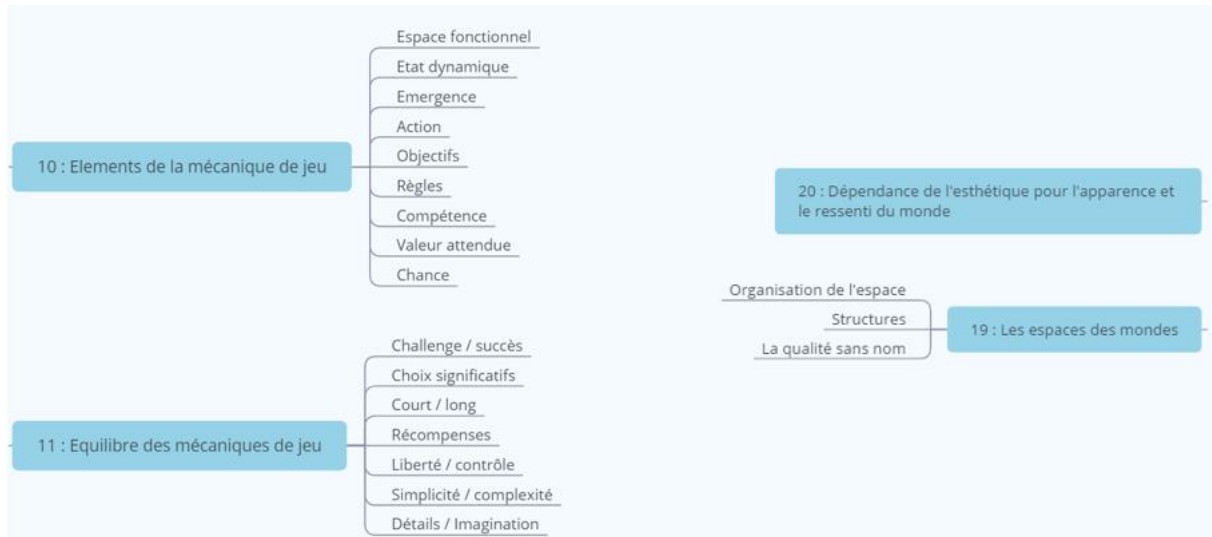 10 : Elements de la mécanique de jeu
Espace fonctionnel
Etat dynamique
Emergence
Action
Objectifs
Règles
Compétence
Valeur attendue
Chance
11 : Equilibre des mécaniques de jeu
Challenge / succès
Choix significatifs
Court / long
Récompenses
Liberté / contrôle
Simplicité / complexité
Détails / Imagination
20 : Dépendance de l'esthétique pour l'apparence et
le ressenti du monde
19 : Les espaces des mondes
Organisation de l'espace
Structures
La qualité sans nom